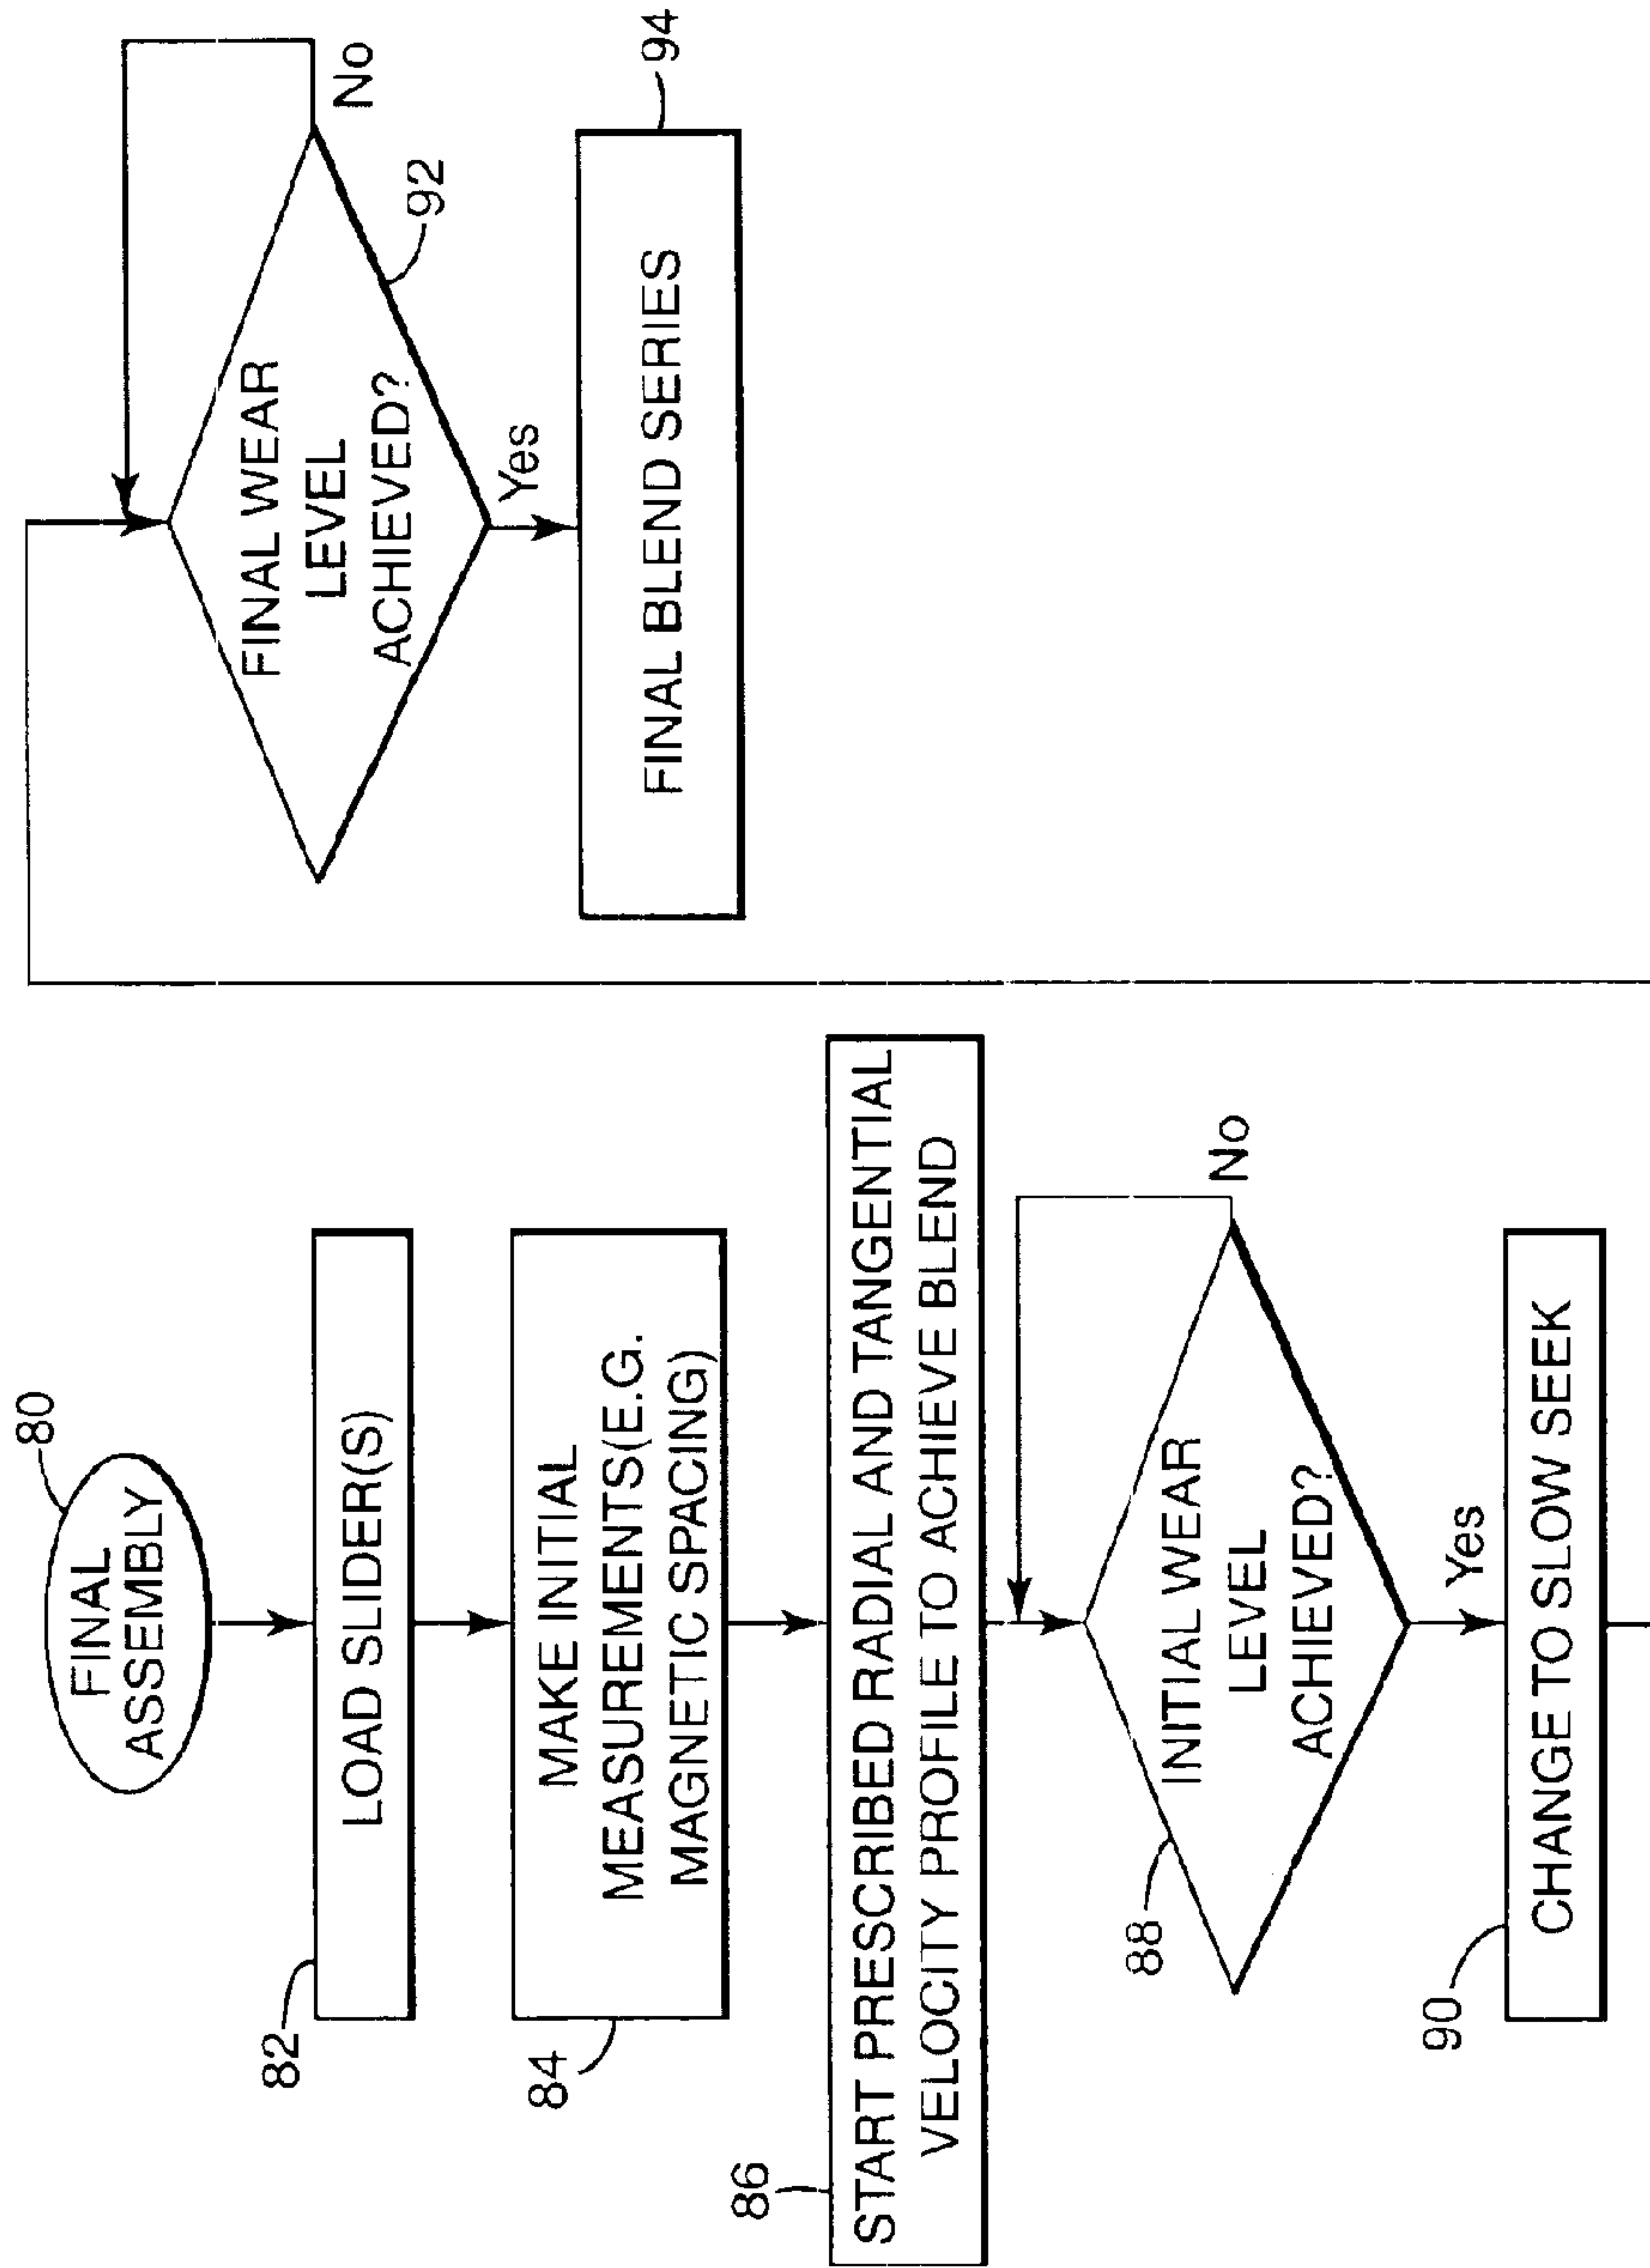 80
FINAL
ASSEMBLY
82
LOAD SLIDER(S)
84
MAKE INITIAL
MEASUREMENTS(E.G.
MAGNETIC SPACING)
86
START PRESCRIBED RADIAL AND TANGENTIAL
VELOCITY PROFILE TO ACHIEVE BLEND
88
INITIAL WEAR
LEVEL
ACHIEVED?
No
Yes
90
CHANGE TO SLOW SEEK
FINAL WEAR
LEVEL
ACHIEVED?
No
92
Yes
94
FINAL BLEND SERIES